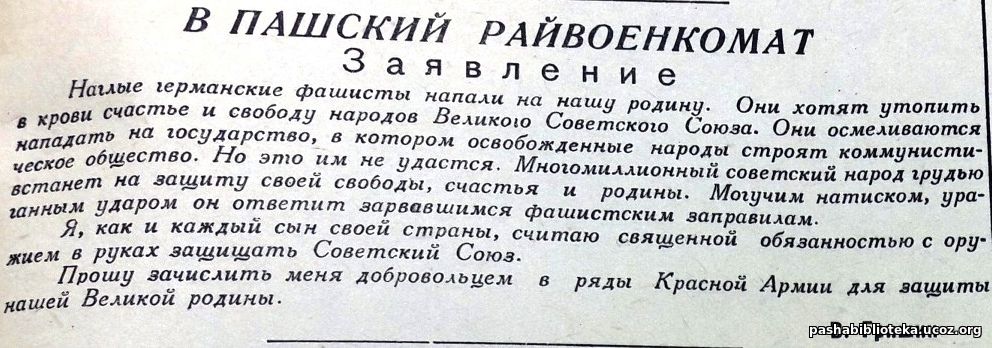 В ПАШСКИЙ РАЙВОЕНКОМАТ
Заявление
Наглые германские фашисты напали на нашу родину. Они хотят утопить
в крови счастье и свободу народов Великого Советского Союза. Они осмеливаются
нападать на государство, в котором освобожденные народы строят коммунисти-
ческое общество. Но это им не удастся. Многомиллионный советский народ грудью
встанет на защиту своей свободы, счастья и родины. Могучим натиском, ура-
ганным ударом он ответит зарвавшимся фашистским заправилам.
Я, как и каждый сын своей страны, считаю священной обязанностью с ору-
жием в руках защищать Советский Союз.
Прошу зачислить меня добровольцем в ряды Красной Армии для защиты
нашей Великой родины.
pashabiblioteka.ucoz.org